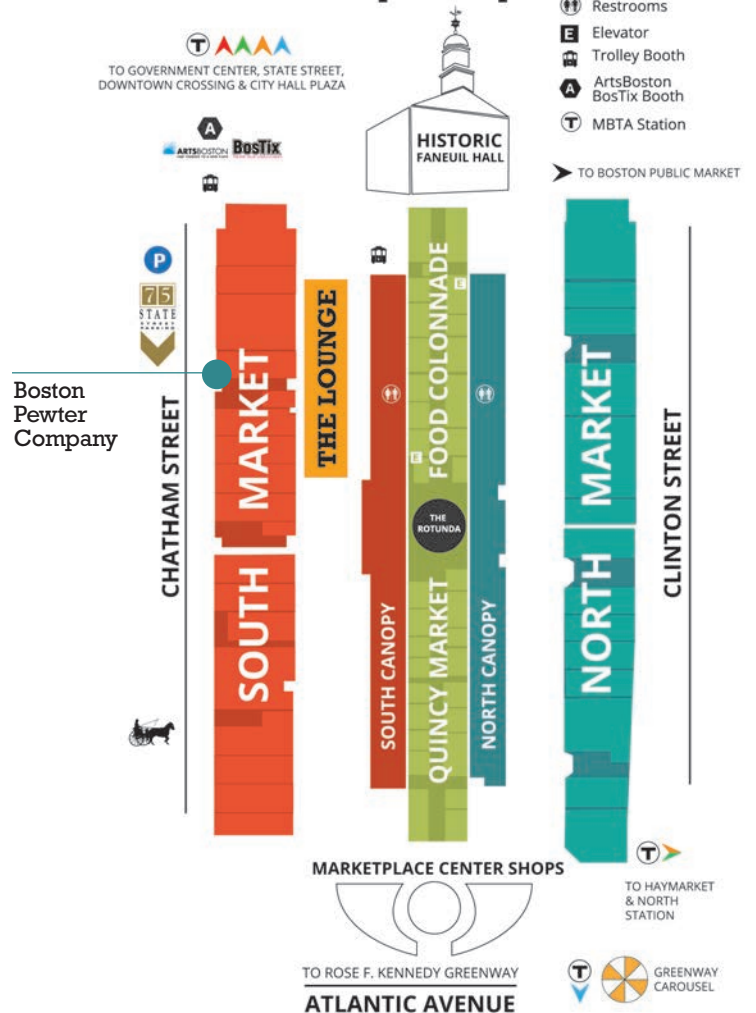 Restrooms
E Elevator
Trolley Booth
A ArtsBoston
BosTix Booth
T MBTA Station
T
TO GOVERNMENT CENTER, STATE STREET,
DOWNTOWN CROSSING & CITY HALL PLAZA
HISTORIC
FANEUIL HALL
A
ARTSBOSTON BosTix
TO BOSTON PUBLIC MARKET
P
75
STATE
STREET
PARKING
Boston
Pewter
Company
CHATHAM STREET
SOUTH MARKET
THE LOUNGE
SOUTH CANOPY
E
E
FOOD COLONNADE
THE
ROTUNDA
QUINCY MARKET
NORTH CANOPY
NORTH MARKET
CLINTON STREET
MARKETPLACE CENTER SHOPS
T
TO HAYMARKET
& NORTH
STATION
TO ROSE F. KENNEDY GREENWAY
ATLANTIC AVENUE
T
GREENWAY
CAROUSEL